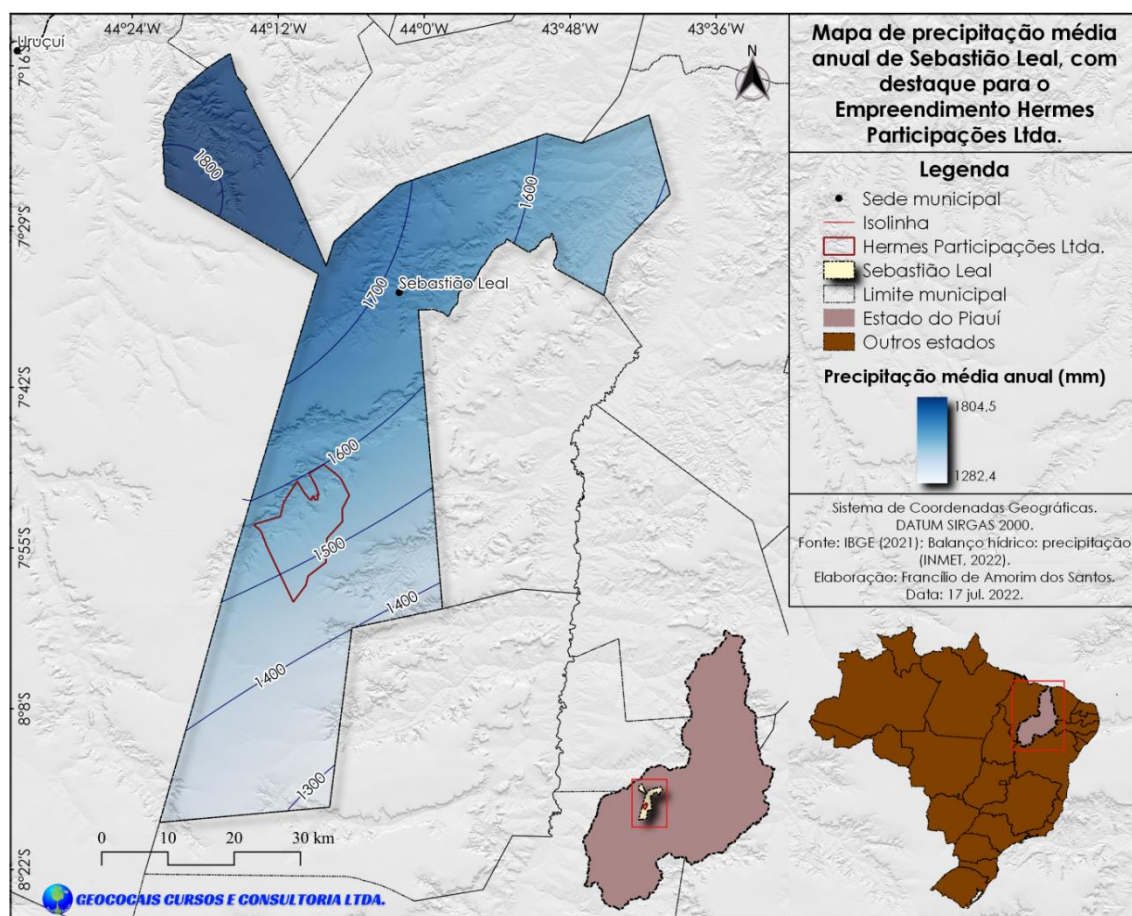 44°24'W
44°12'W
44°0'W
43°48'W
43°36'W
Uruçuí
7°16'S
7°29'S
7°42'S
7°55'S
8°8'S
8°22'S
N
1800
1600
1700
Sebastião Leal
1600
1500
1400
1400
1300
0 10 20 30 km
GEOCOCAIS CURSOS E CONSULTORIA LTDA.
Mapa de precipitação média
anual de Sebastião Leal, com
destaque para o
Empreendimento Hermes
Participações Ltda.
Legenda
Sede municipal
Isolinha
Hermes Participações Ltda.
Sebastião Leal
Limite municipal
Estado do Piauí
Outros estados
Precipitação média anual (mm)
1804,5
1282,4
Sistema de Coordenadas Geográficas.
DATUM SIRGAS 2000.
Fonte: IBGE (2021); Balanço hídrico: precipitação
(INMET, 2022).
Elaboração: Francílio de Amorim dos Santos.
Data: 17 jul. 2022.